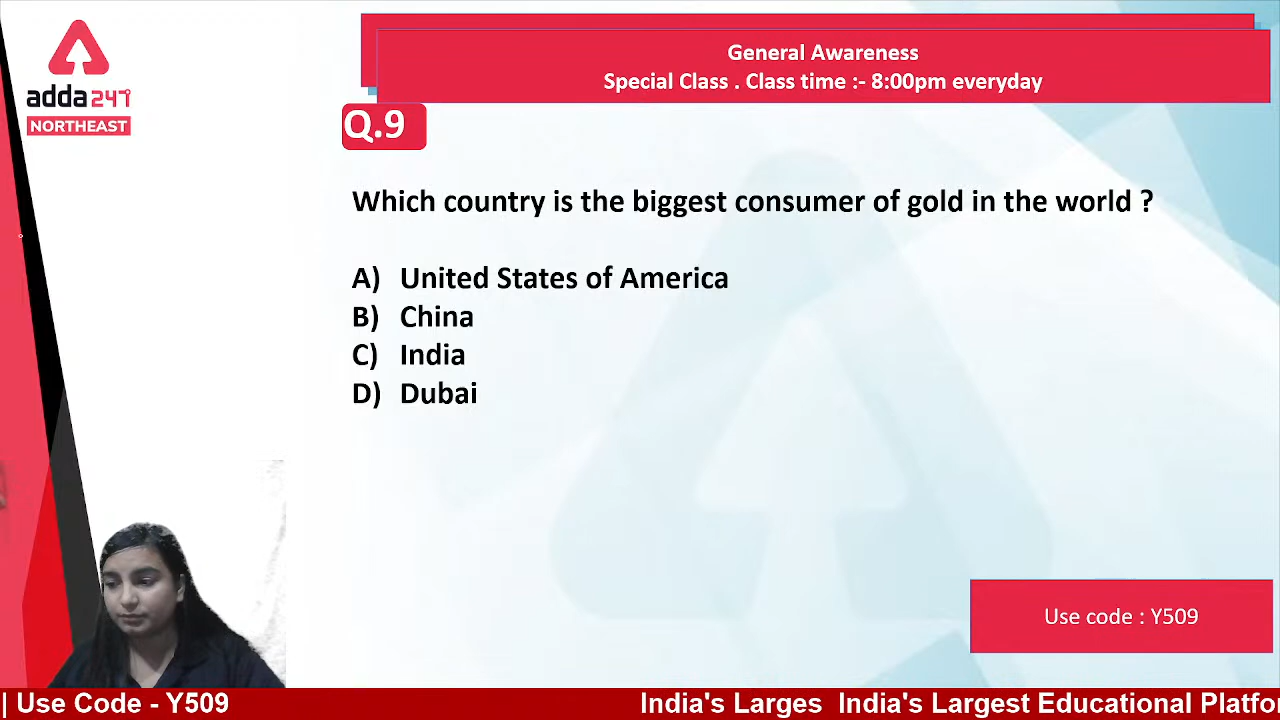 General Awareness
Special Class . Class time :- 8:00pm everyday
adda247
NORTHEAST
Q.9
Which country is the biggest consumer of gold in the world ?
A) United States of America
B) China
C) India
D) Dubai
Use code : Y509
| Use Code - Y509 India's Larges India's Largest Educational Platfo